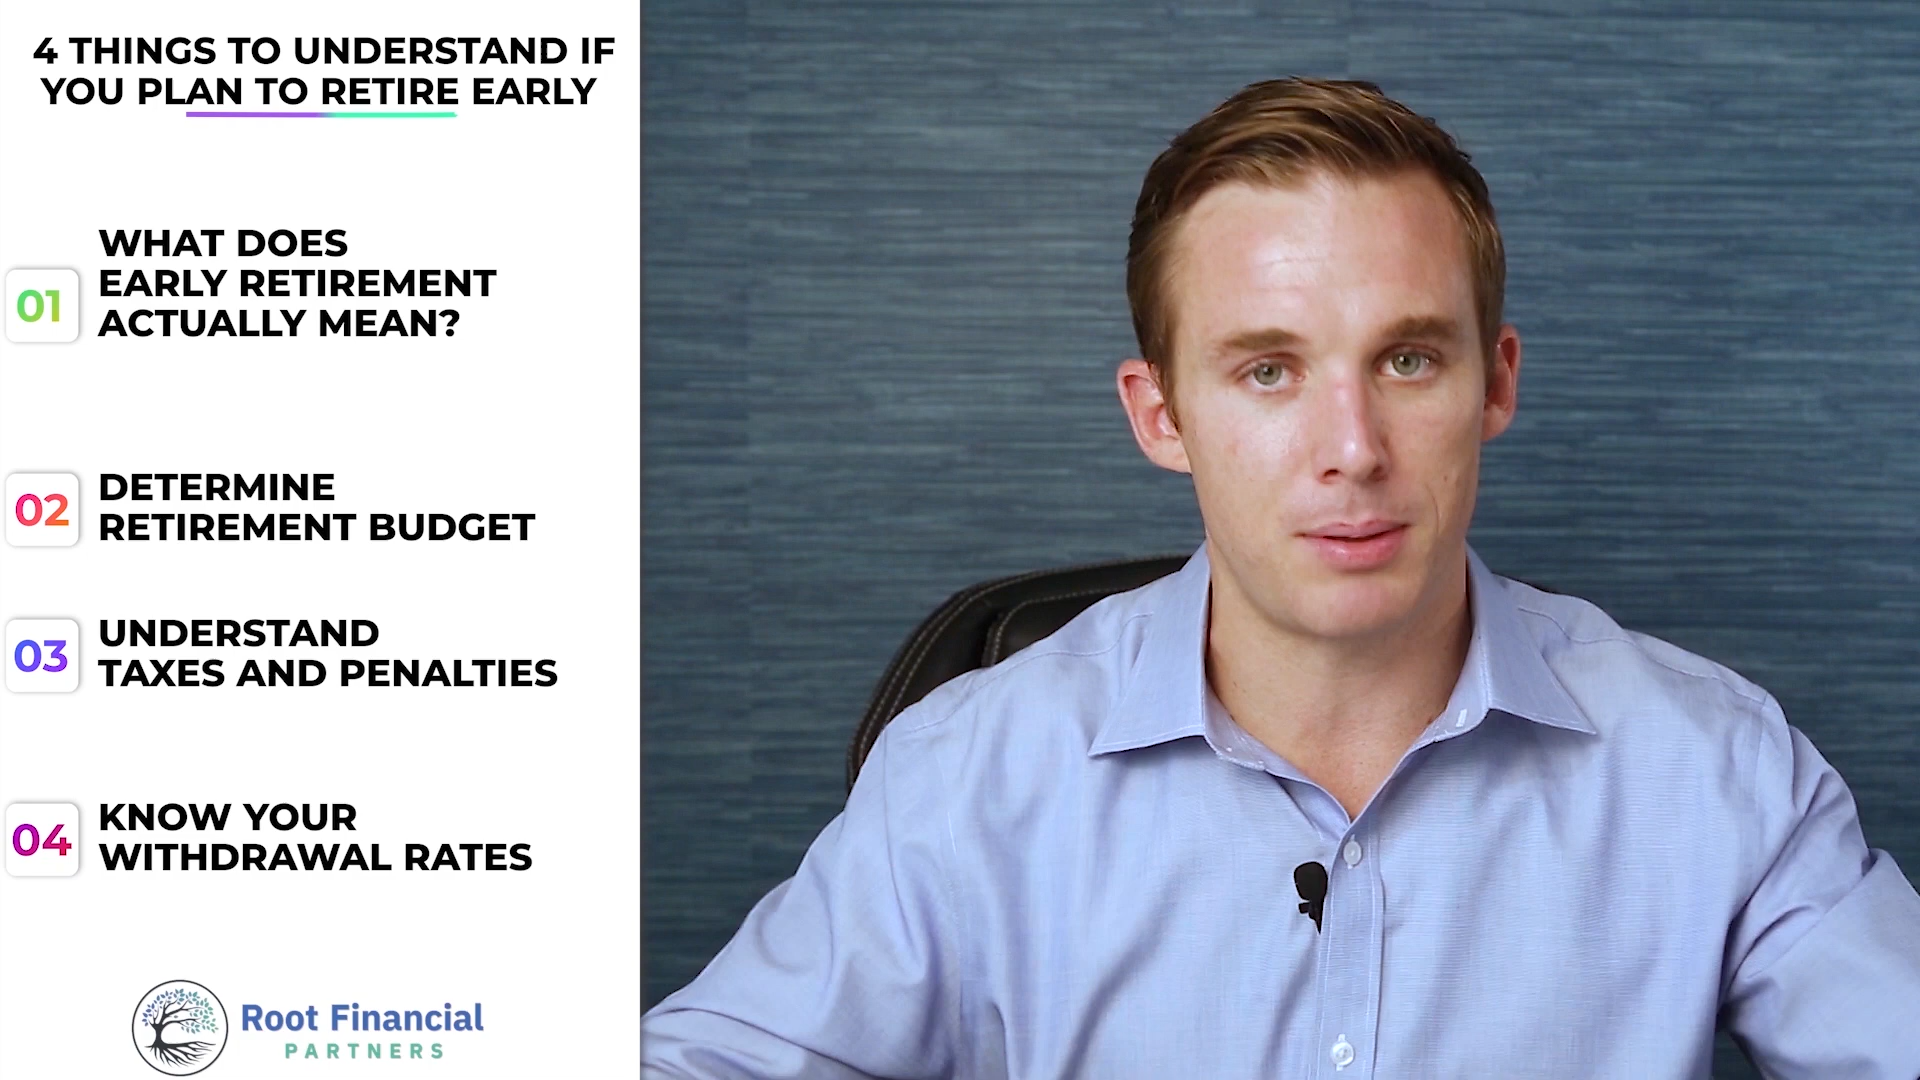 4 THINGS TO UNDERSTAND IF
YOU PLAN TO RETIRE EARLY
01
WHAT DOES
EARLY RETIREMENT
ACTUALLY MEAN?
02
DETERMINE
RETIREMENT BUDGET
03
UNDERSTAND
TAXES AND PENALTIES
04
KNOW YOUR
WITHDRAWAL RATES
Root Financial
PARTNERS